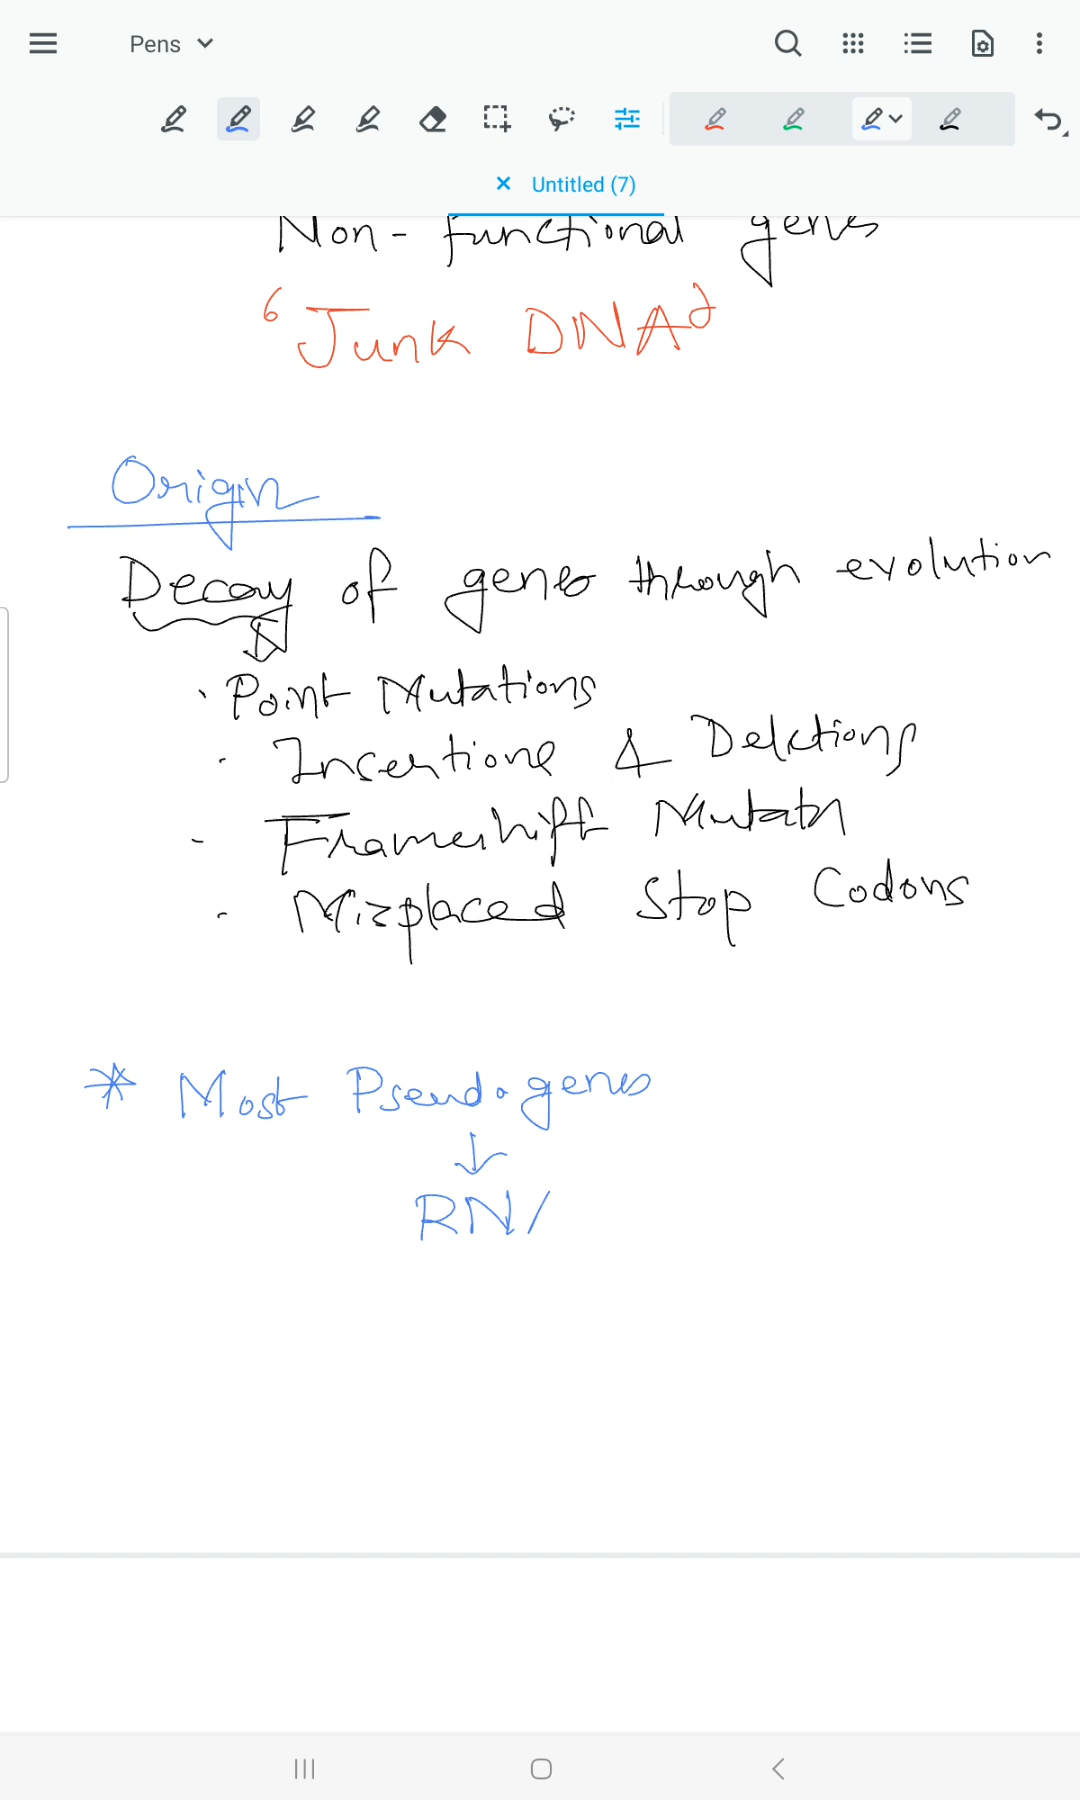 Pens
Untitled (7)
Non-functional genes
'Junk DNA'
Origin
Decay of genes through evolution
· Point Mutations
- Insertions & Deletions
- Frameshift Mutatn
- Misplaced Stop Codons
* Most Pseudogenes
↓
RN/